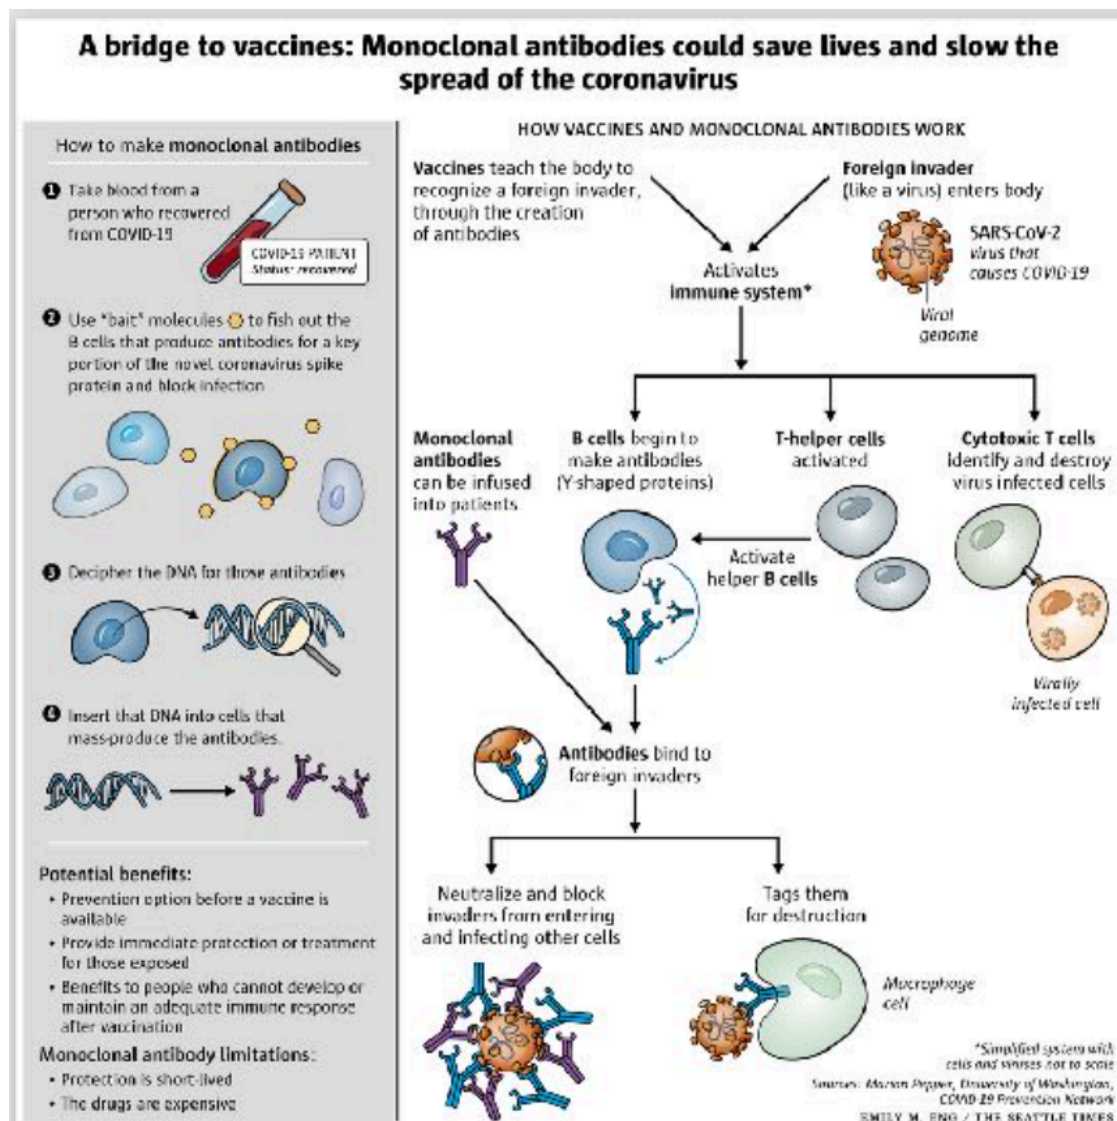 A bridge to vaccines: Monoclonal antibodies could save lives and slow the
spread of the coronavirus
How to make monoclonal antibodies
1 Take blood from a
person who recovered
from COVID-19
COVID-19 PATIENT
Status: recovered
2 Use "bait" molecules to fish out the
B cells that produce antibodies for a key
portion of the novel coronavirus spike
protein and block infection
3 Decipher the DNA for those antibodies
4 Insert that DNA into cells that
mass-produce the antibodies.
Potential benefits:
• Prevention option before a vaccine is
available
• Provide immediate protection or treatment
for those exposed
• Benefits to people who cannot develop or
maintain an adequate immune response
after vaccination
Monoclonal antibody limitations:
• Protection is short-lived
• The drugs are expensive
HOW VACCINES AND MONOCLONAL ANTIBODIES WORK
Vaccines teach the body to
recognize a foreign invader,
through the creation
of antibodies
Foreign invader
(like a virus) enters body
SARS-CoV-2
virus that
causes COVID-19
Viral
genome
Activates
immune system*
Monoclonal
antibodies
can be infused
into patients
B cells begin to
make antibodies
(Y-shaped proteins)
T-helper cells
activated
Cytotoxic T cells
identify and destroy
virus infected cells
Activate
helper B cells
Virally
infected cell
Antibodies bind to
foreign invaders
Neutralize and block
invaders from entering
and infecting other cells
Tags them
for destruction
Macrophage
cell
*Simplified system with
cells and viruses not to scale
Sources: Marion Pepper, University of Washington,
COVID-19 Prevention Network
EMILY M. ENG / THE SEATTLE TIMES